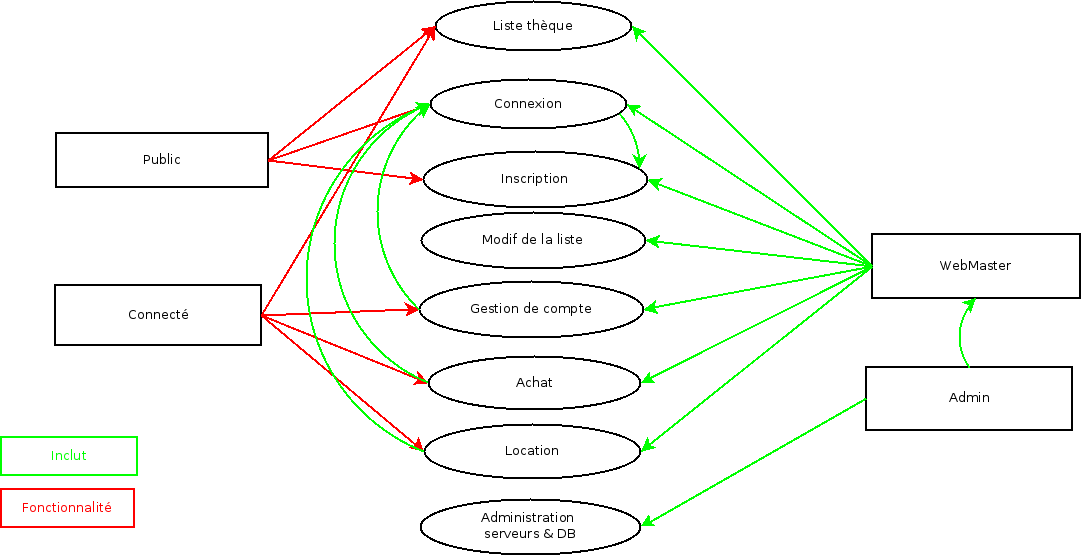 Liste thèque
Connexion
Public
Inscription
Modif de la liste
WebMaster
Connecté
Gestion de compte
Achat
Admin
Location
Inclut
Fonctionnalité
Administration
serveurs & DB